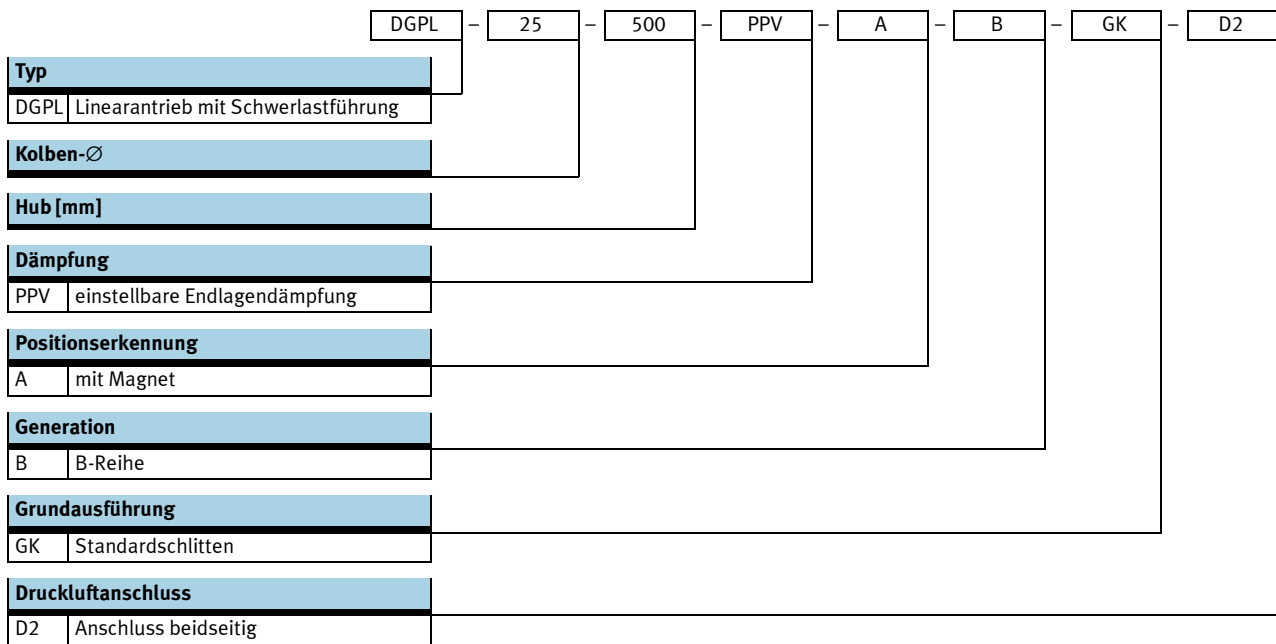 DGPL – 25 – 500 – PPV – A – B – GK – D2
Typ
DGPL Linearantrieb mit Schwerlastführung
Kolben-∅
Hub [mm]
Dämpfung
PPV einstellbare Endlagendämpfung
Positionserkennung
A mit Magnet
Generation
B B-Reihe
Grundausführung
GK Standardschlitten
Druckluftanschluss
D2 Anschluss beidseitig